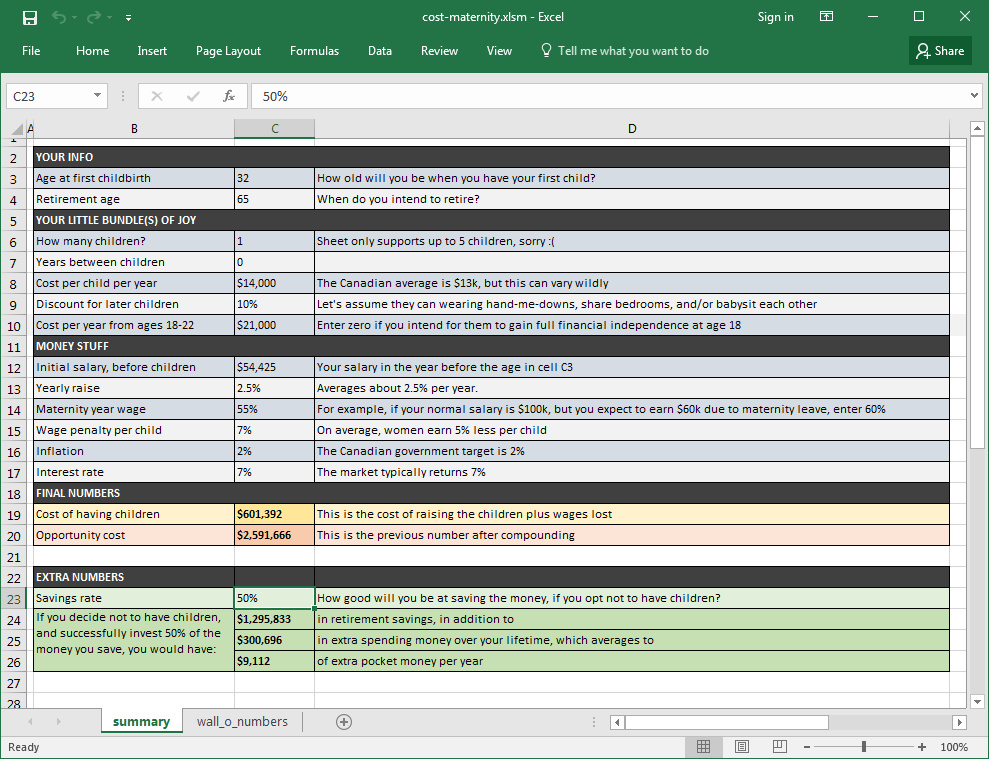 cost-maternity.xlsm - Excel Sign in
File Home Insert Page Layout Formulas Data Review View Tell me what you want to do Share
C23 fx 50%
A B C D
1
2 YOUR INFO
3 Age at first childbirth 32 How old will you be when you have your first child?
4 Retirement age 65 When do you intend to retire?
5 YOUR LITTLE BUNDLE(S) OF JOY
6 How many children? 1 Sheet only supports up to 5 children, sorry :(
7 Years between children 0
8 Cost per child per year $14,000 The Canadian average is $13k, but this can vary wildly
9 Discount for later children 10% Let's assume they can wearing hand-me-downs, share bedrooms, and/or babysit each other
10 Cost per year from ages 18-22 $21,000 Enter zero if you intend for them to gain full financial independence at age 18
11 MONEY STUFF
12 Initial salary, before children $54,425 Your salary in the year before the age in cell C3
13 Yearly raise 2.5% Averages about 2.5% per year.
14 Maternity year wage 55% For example, if your normal salary is $100k, but you expect to earn $60k due to maternity leave, enter 60%
15 Wage penalty per child 7% On average, women earn 5% less per child
16 Inflation 2% The Canadian government target is 2%
17 Interest rate 7% The market typically returns 7%
18 FINAL NUMBERS
19 Cost of having children $601,392 This is the cost of raising the children plus wages lost
20 Opportunity cost $2,591,666 This is the previous number after compounding
21
22 EXTRA NUMBERS
23 Savings rate 50% How good will you be at saving the money, if you opt not to have children?
24 If you decide not to have children, $1,295,833 in retirement savings, in addition to
25 and successfully invest 50% of the $300,696 in extra spending money over your lifetime, which averages to
26 money you save, you would have: $9,112 of extra pocket money per year
27
28
summary wall_o_numbers
Ready 100%